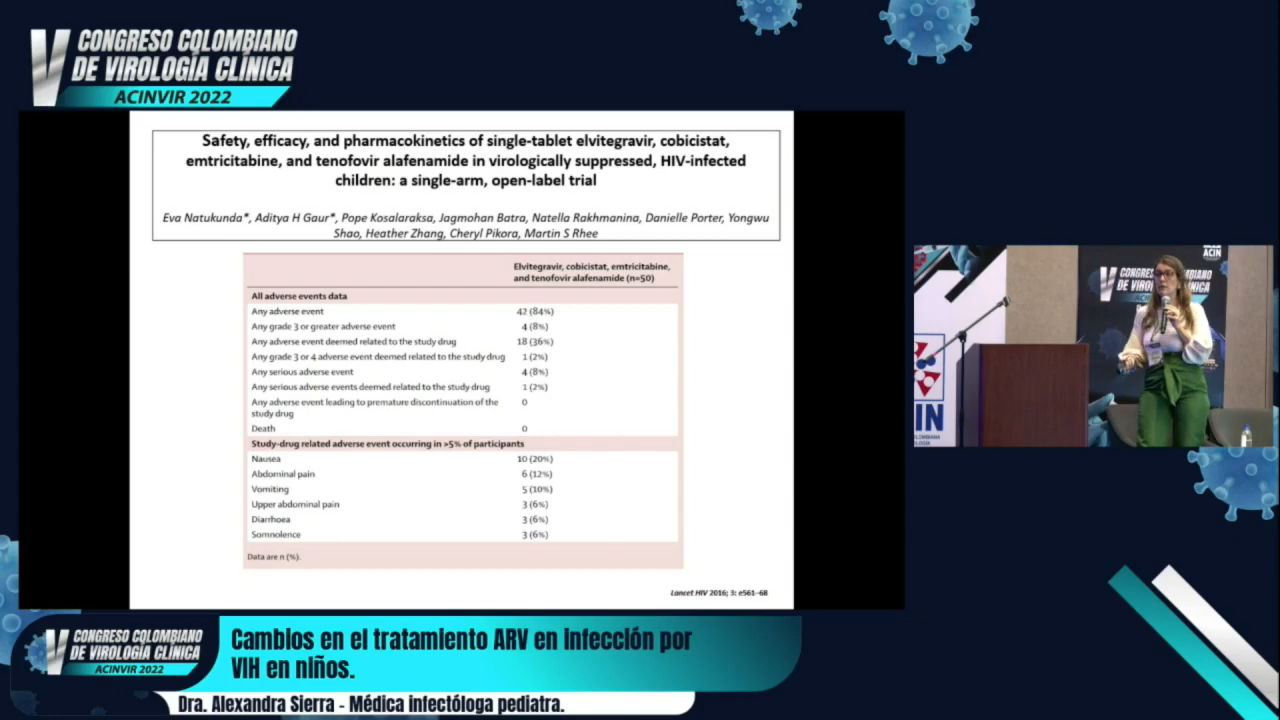 V CONGRESO COLOMBIANO
DE VIROLOGÍA CLÍNICA
ACINVIR 2022
Safety, efficacy, and pharmacokinetics of single-tablet elvitegravir, cobicistat,
emtricitabine, and tenofovir alafenamide in virologically suppressed, HIV-infected
children: a single-arm, open-label trial
Eva Natukunda*, Aditya H Gaur*, Pope Kosalaraksa, Jagmohan Batra, Natella Rakhmanina, Danielle Porter, Yongwu
Shao, Heather Zhang, Cheryl Pikora, Martin S Rhee
Elvitegravir, cobicistat, emtricitabine,
and tenofovir alafenamide (n=50)
All adverse events data
Any adverse event 42 (84%)
Any grade 3 or greater adverse event 4 (8%)
Any adverse event deemed related to the study drug 18 (36%)
Any grade 3 or 4 adverse event deemed related to the study drug 1 (2%)
Any serious adverse event 4 (8%)
Any serious adverse events deemed related to the study drug 1 (2%)
Any adverse event leading to premature discontinuation of the 0
study drug
Death 0
Study-drug related adverse event occurring in >5% of participants
Nausea 10 (20%)
Abdominal pain 6 (12%)
Vomiting 5 (10%)
Upper abdominal pain 3 (6%)
Diarrhoea 3 (6%)
Somnolence 3 (6%)
Data are n (%).
Lancet HIV 2016; 3: e561–68
ACIN
V CONGRES
DE VIRO
IN
V CONGRESO COLOMBIANO
DE VIROLOGÍA CLÍNICA
ACINVIR 2022
Cambios en el tratamiento ARV en infección por
VIH en niños.
Dra. Alexandra Sierra - Médica infectóloga pediatra.